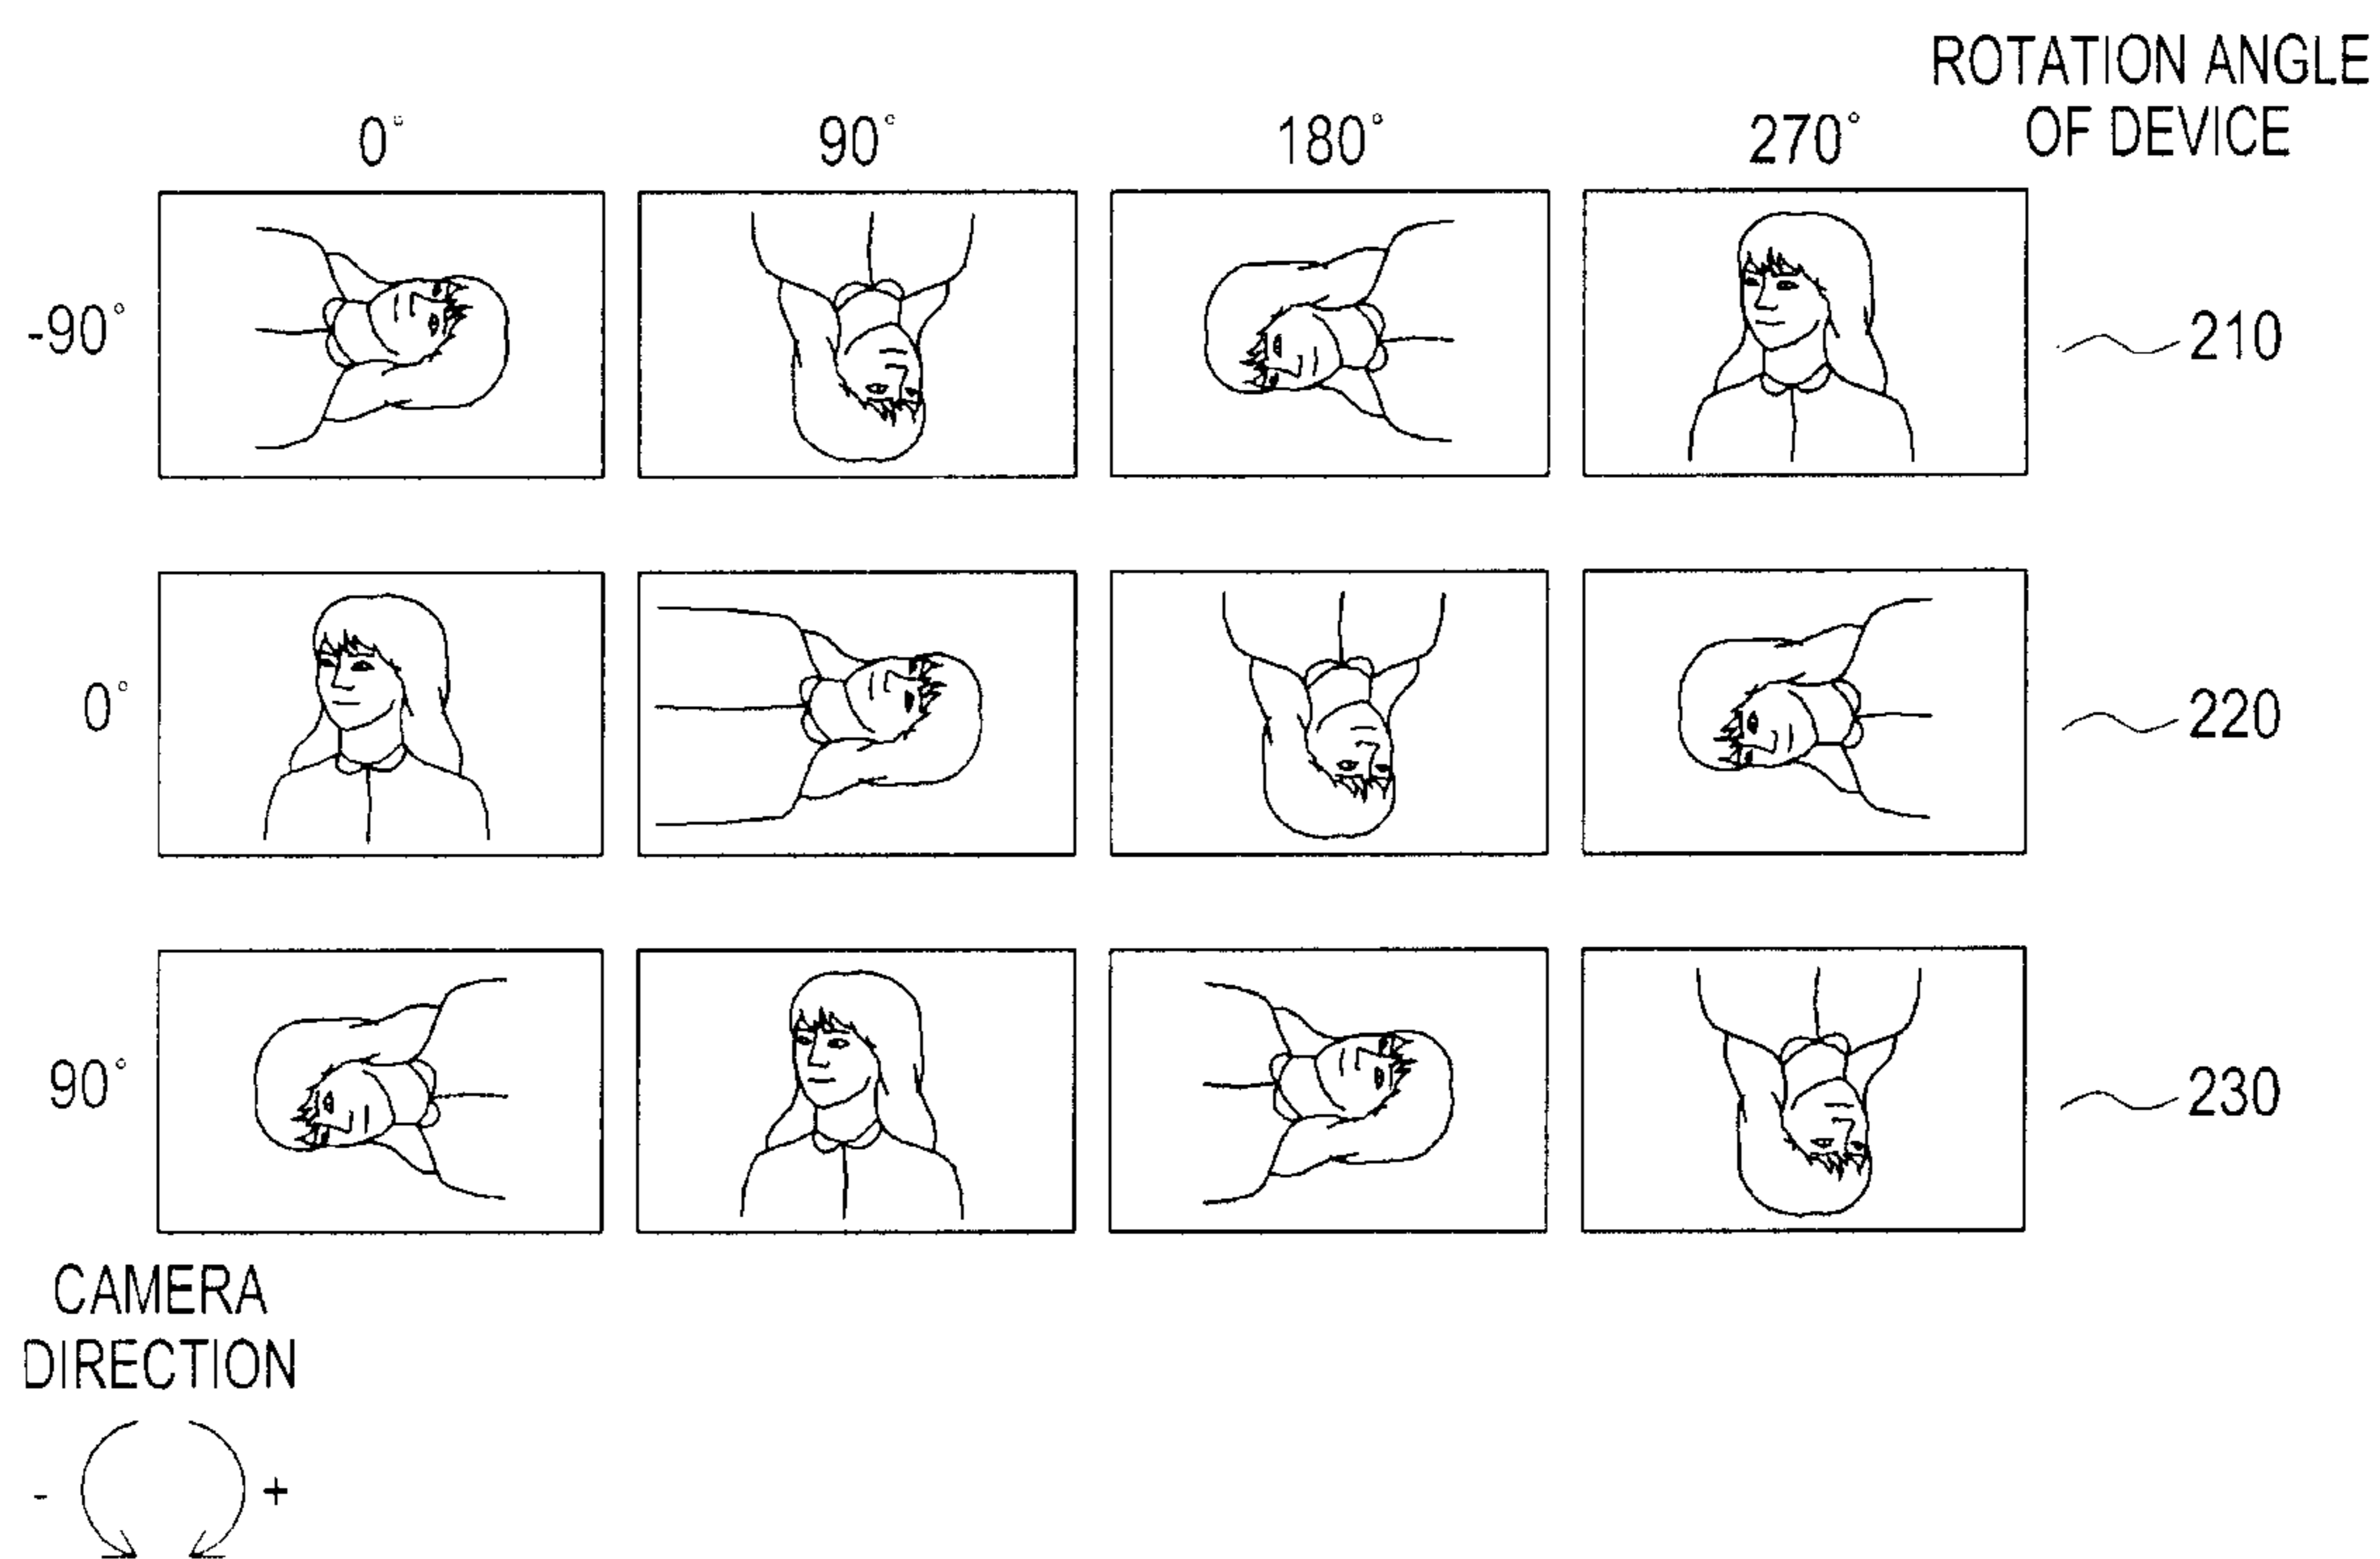 ROTATION ANGLE
OF DEVICE
0° 90° 180° 270°
-90° 210
0° 220
90° 230
CAMERA
DIRECTION
- +